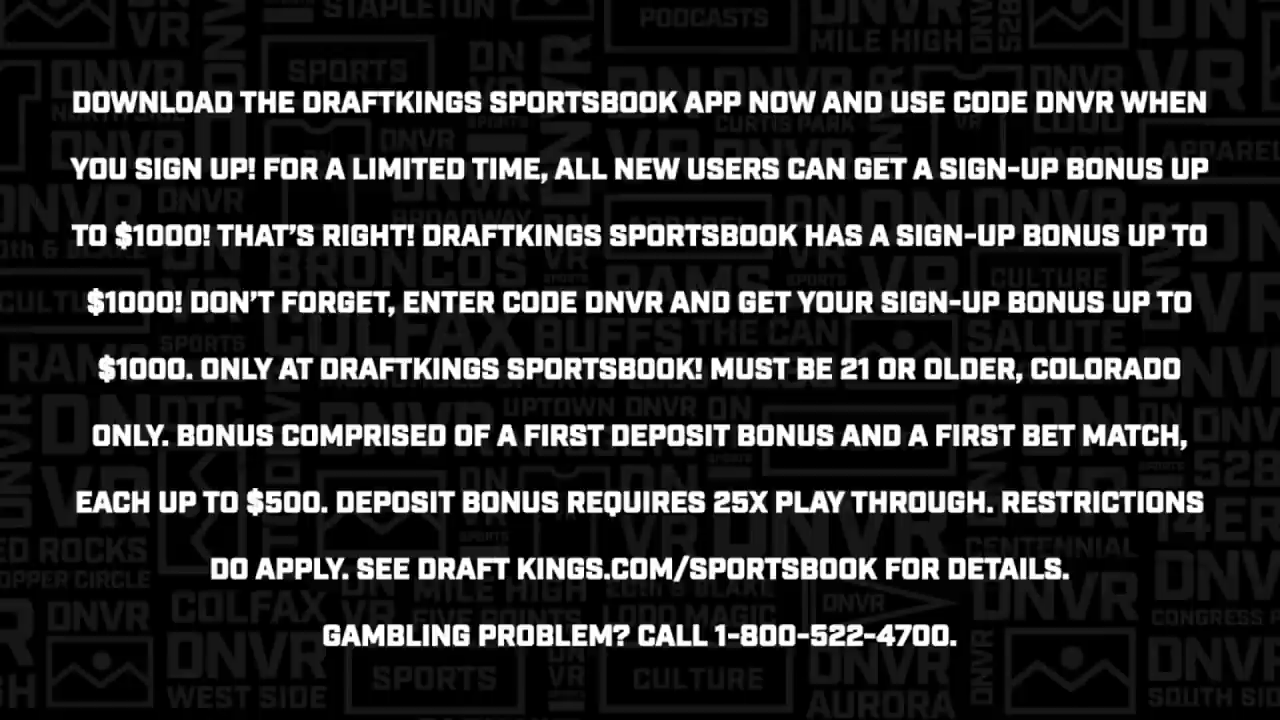 DOWNLOAD THE DRAFTKINGS SPORTSBOOK APP NOW AND USE CODE DNVR WHEN
YOU SIGN UP! FOR A LIMITED TIME, ALL NEW USERS CAN GET A SIGN-UP BONUS UP
TO $1000! THAT'S RIGHT! DRAFTKINGS SPORTSBOOK HAS A SIGN-UP BONUS UP TO
$1000! DON'T FORGET, ENTER CODE DNVR AND GET YOUR SIGN-UP BONUS UP TO
$1000. ONLY AT DRAFTKINGS SPORTSBOOK! MUST BE 21 OR OLDER, COLORADO
ONLY. BONUS COMPRISED OF A FIRST DEPOSIT BONUS AND A FIRST BET MATCH,
EACH UP TO $500. DEPOSIT BONUS REQUIRES 25X PLAY THROUGH. RESTRICTIONS
DO APPLY. SEE DRAFT KINGS.COM/SPORTSBOOK FOR DETAILS.
GAMBLING PROBLEM? CALL 1-800-522-4700.